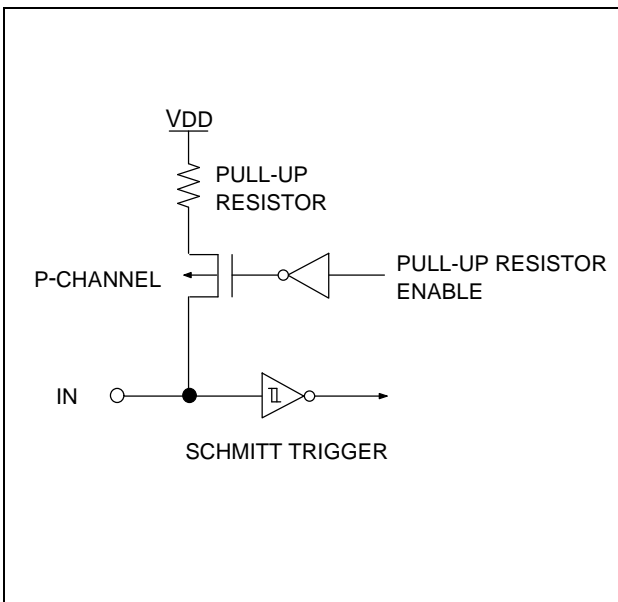 VDD
PULL-UP
RESISTOR
P-CHANNEL
PULL-UP RESISTOR
ENABLE
IN
SCHMITT TRIGGER